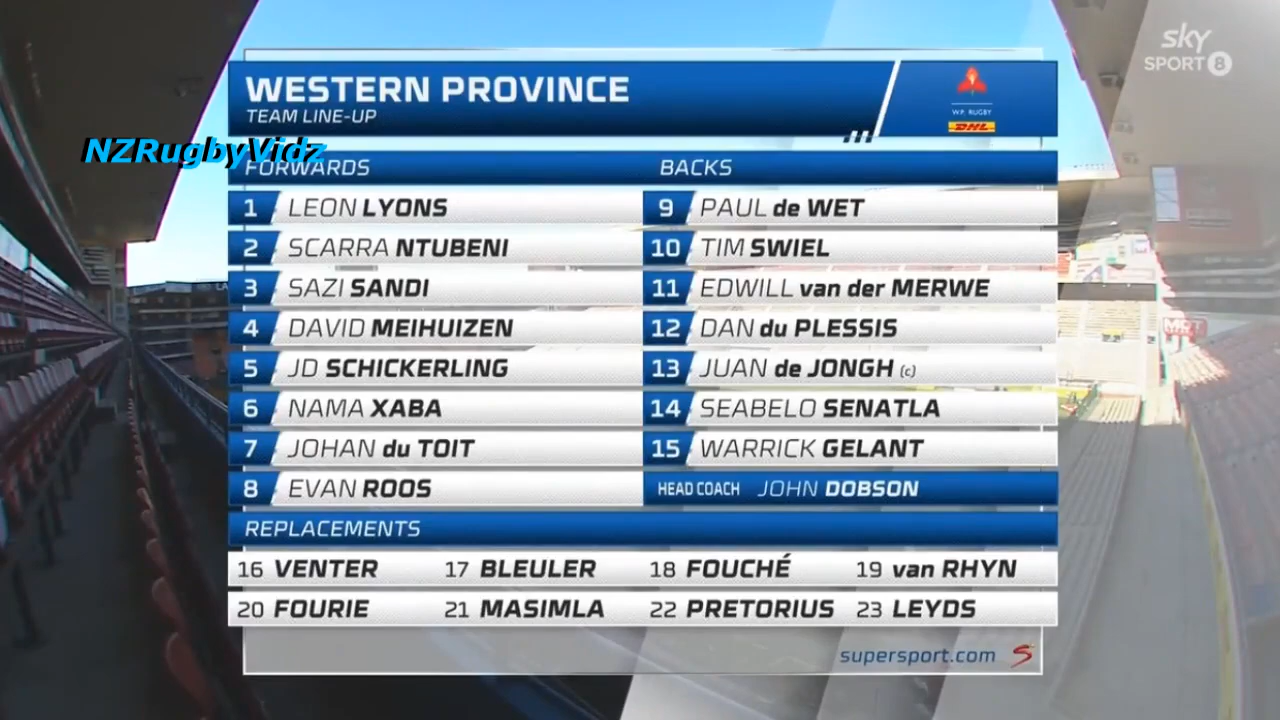 sky
SPORT 8
WESTERN PROVINCE
TEAM LINE-UP
W.P. RUGBY
DHL
NZRugbyVidz
FORWARDS
BACKS
1 LEON LYONS
9 PAUL de WET
2 SCARRA NTUBENI
10 TIM SWIEL
3 SAZI SANDI
11 EDWILL van der MERWE
4 DAVID MEIHUIZEN
12 DAN du PLESSIS
5 JD SCHICKERLING
13 JUAN de JONGH (c)
6 NAMA XABA
14 SEABELO SENATLA
7 JOHAN du TOIT
15 WARRICK GELANT
8 EVAN ROOS
HEAD COACH JOHN DOBSON
REPLACEMENTS
16 VENTER 17 BLEULER 18 FOUCHÉ 19 van RHYN
20 FOURIE 21 MASIMLA 22 PRETORIUS 23 LEYDS
supersport.com S
MRT